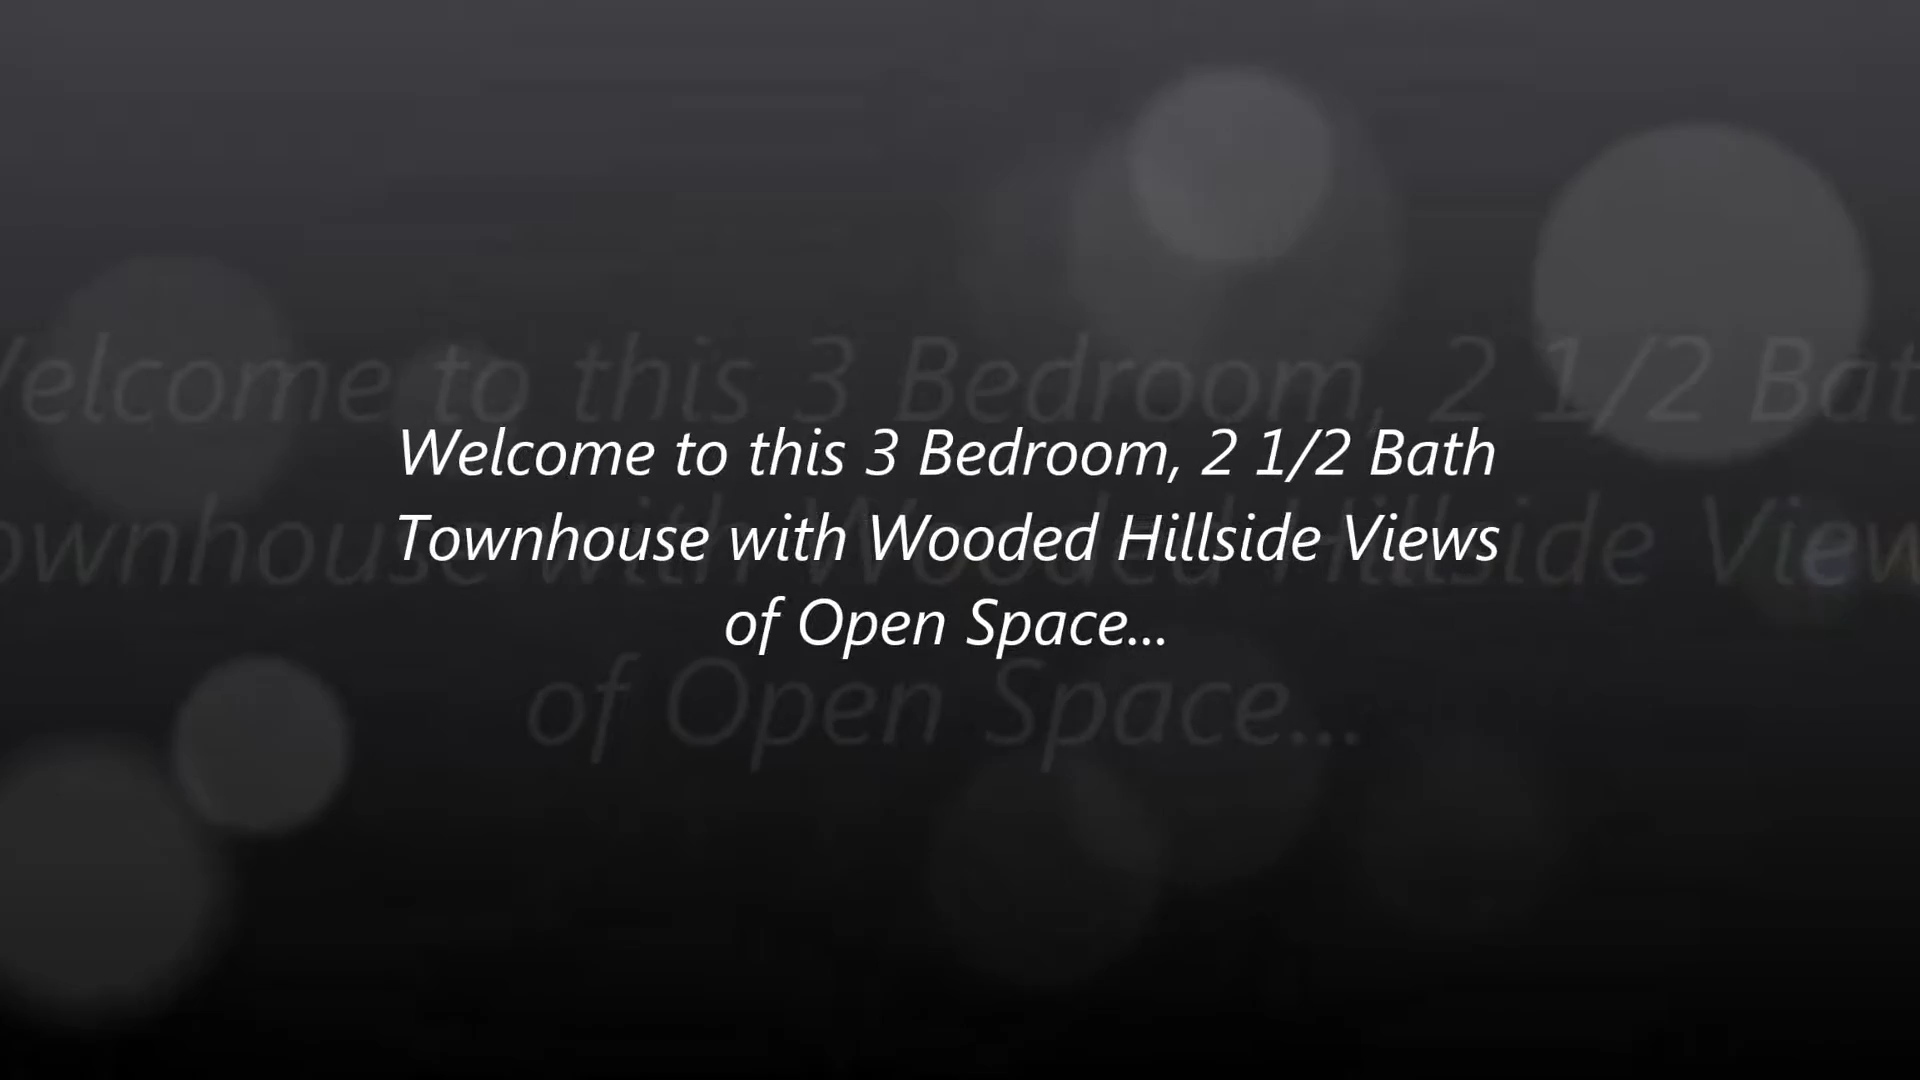 Welcome to this 3 Bedroom, 2 1/2 Bath
Townhouse with Wooded Hillside Views
of Open Space...